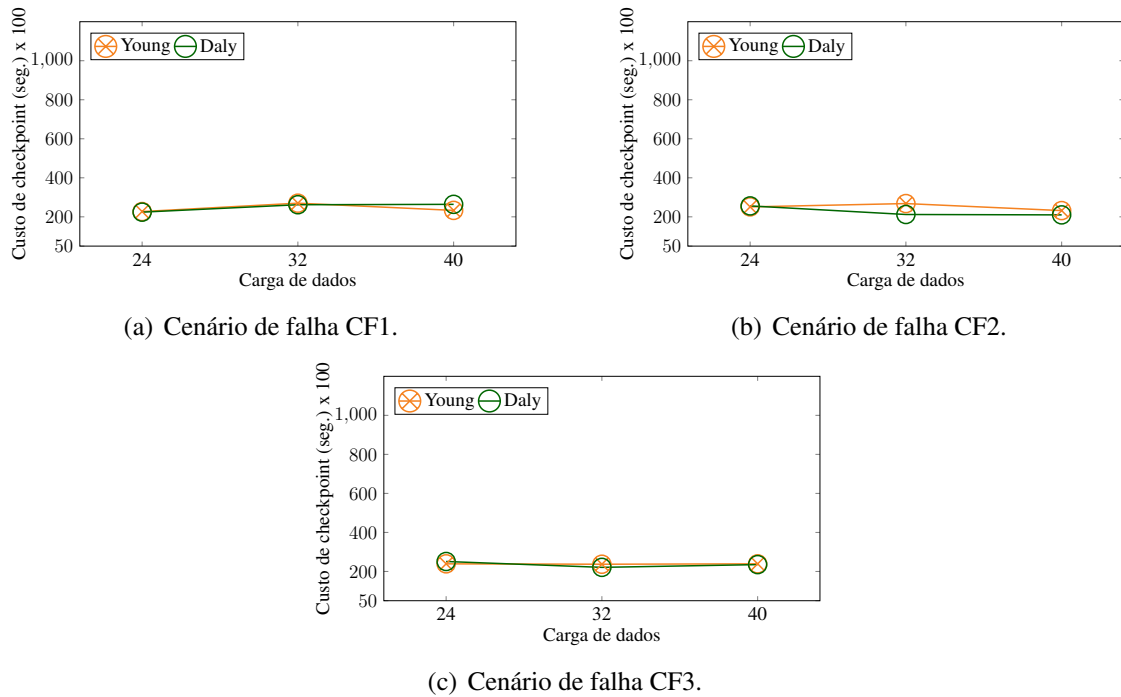 Custo de checkpoint (seg.) x 100
Young Daly
1,000
800
600
400
200
50
24 32 40
Carga de dados
(a) Cenário de falha CF1.
Custo de checkpoint (seg.) x 100
Young Daly
1,000
800
600
400
200
50
24 32 40
Carga de dados
(b) Cenário de falha CF2.
Custo de checkpoint (seg.) x 100
Young Daly
1,000
800
600
400
200
50
24 32 40
Carga de dados
(c) Cenário de falha CF3.